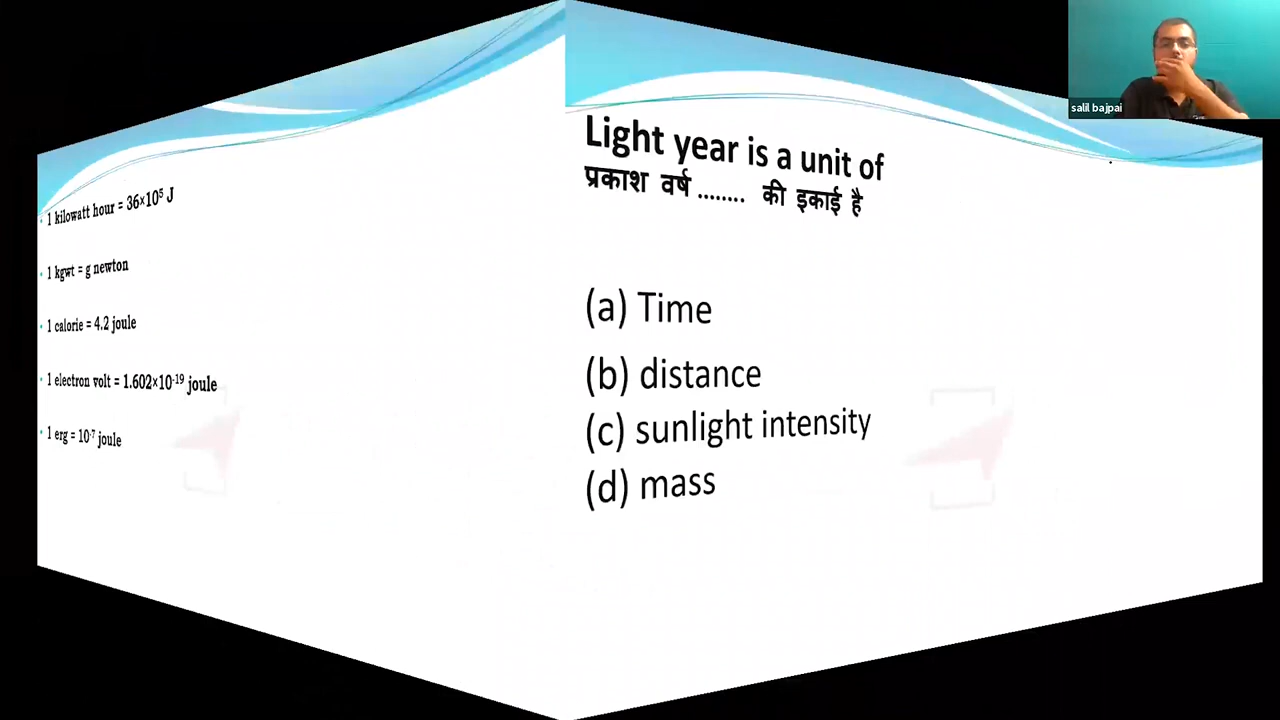 1 kilowatt hour = 36×10⁵ J
1 kgwt = g newton
1 calorie = 4.2 joule
1 electron volt = 1.602×10⁻¹⁹ joule
1 erg = 10⁻⁷ joule
Light year is a unit of
प्रकाश वर्ष ........ की इकाई है
(a) Time
(b) distance
(c) sunlight intensity
(d) mass
salil bajpai